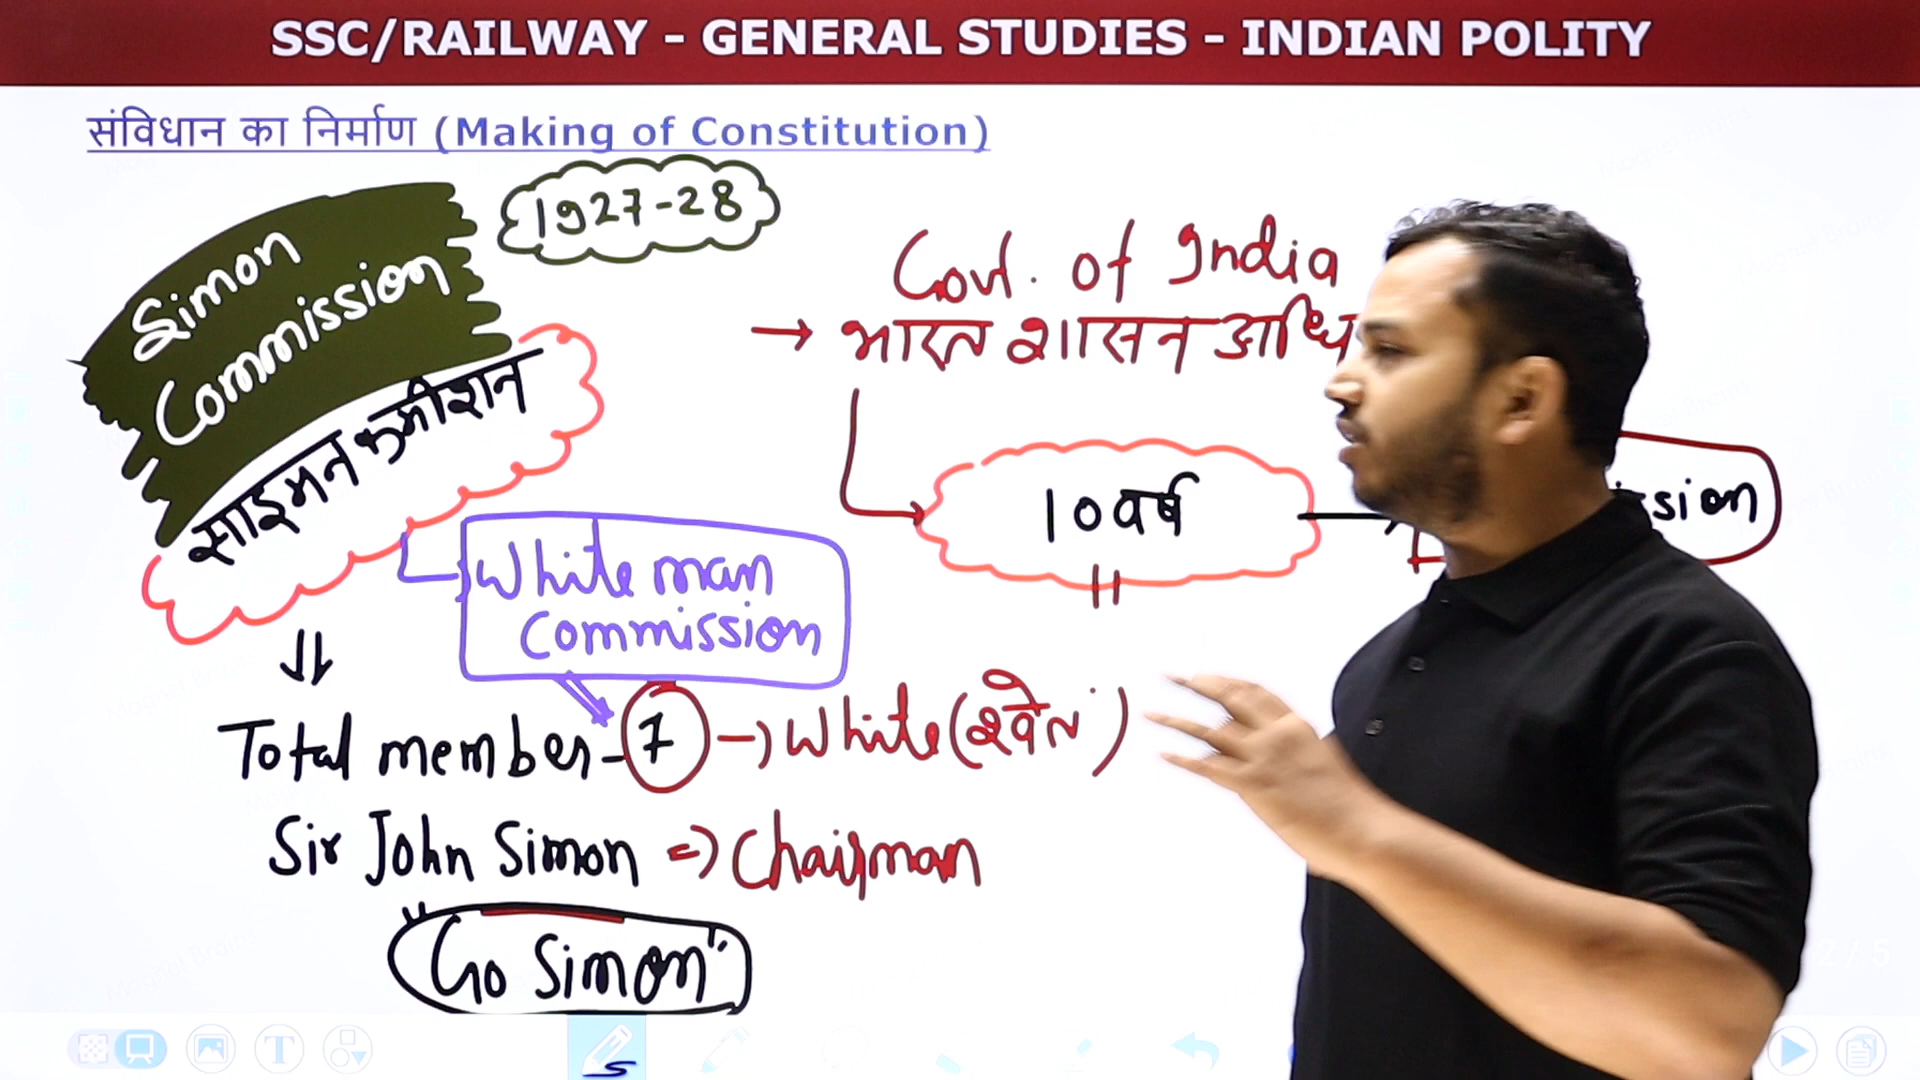 SSC/RAILWAY - GENERAL STUDIES - INDIAN POLITY
संविधान का निर्माण (Making of Constitution)
1927-28
Simon
Commission
साइमन कमीशन
Govt. of India
→ भारत शासन अधि
10 वर्ष
ssion
White man
Commission
Total member - 7 → White (श्वेत)
Sir John Simon ⇒ Chairman
"Go Simon"